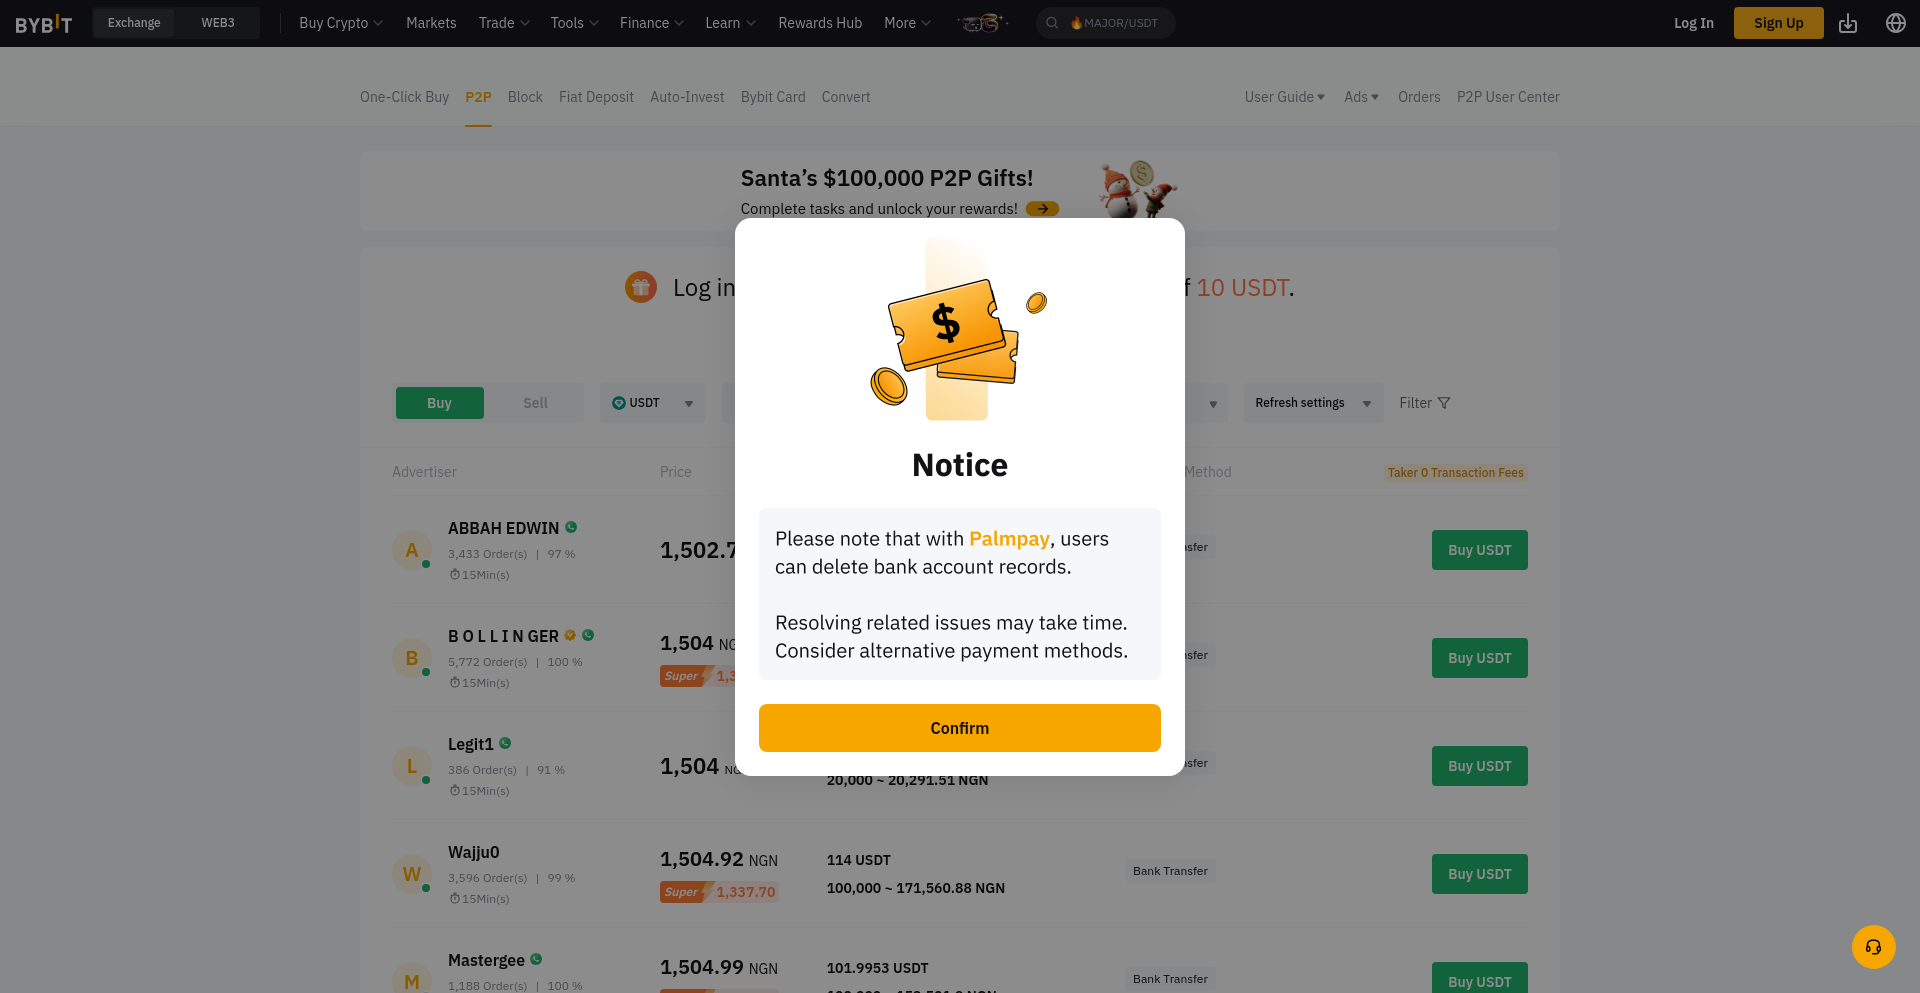 BYBIT Exchange WEB3 Buy Crypto Markets Trade Tools Finance Learn Rewards Hub More MAJOR/USDT Log In Sign Up
One-Click Buy P2P Block Fiat Deposit Auto-Invest Bybit Card Convert User Guide Ads Orders P2P User Center
Santa’s $100,000 P2P Gifts!
Complete tasks and unlock your rewards!
Log in 10 USDT.
$
Buy Sell USDT Refresh settings Filter
Notice
Advertiser Price Method Taker 0 Transaction Fees
Please note that with Palmpay, users
can delete bank account records.
Resolving related issues may take time.
Consider alternative payment methods.
Confirm
A
ABBAH EDWIN
3,433 Order(s) | 97 %
15Min(s)
1,502.7
Buy USDT
B
B O L L I N GER
5,772 Order(s) | 100 %
15Min(s)
1,504
Super
Buy USDT
L
Legit1
386 Order(s) | 91 %
15Min(s)
1,504
20,000 ~ 20,291.51 NGN
Buy USDT
W
Wajju0
3,596 Order(s) | 99 %
15Min(s)
1,504.92 NGN
Super 1,337.70
114 USDT
100,000 ~ 171,560.88 NGN
Bank Transfer
Buy USDT
M
Mastergee
1,188 Order(s) | 100 %
1,504.99 NGN
101.9953 USDT
Bank Transfer
Buy USDT